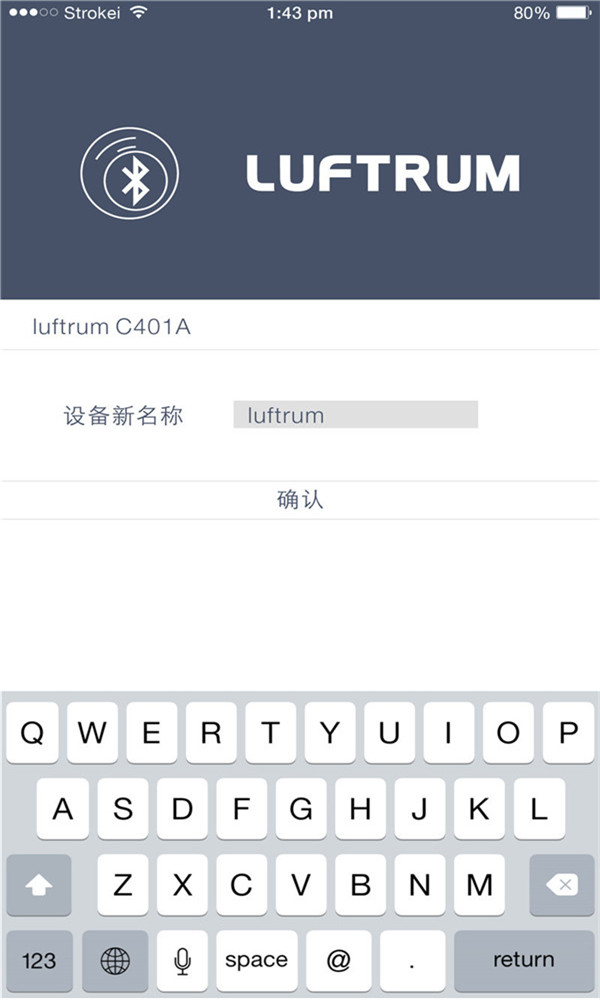 Strokei 1:43 pm 80%
LUFTRUM
luftrum C401A
设备新名称 luftrum
确认
Q W E R T Y U I O P
A S D F G H J K L
Z X C V B N M
123 space @ . return